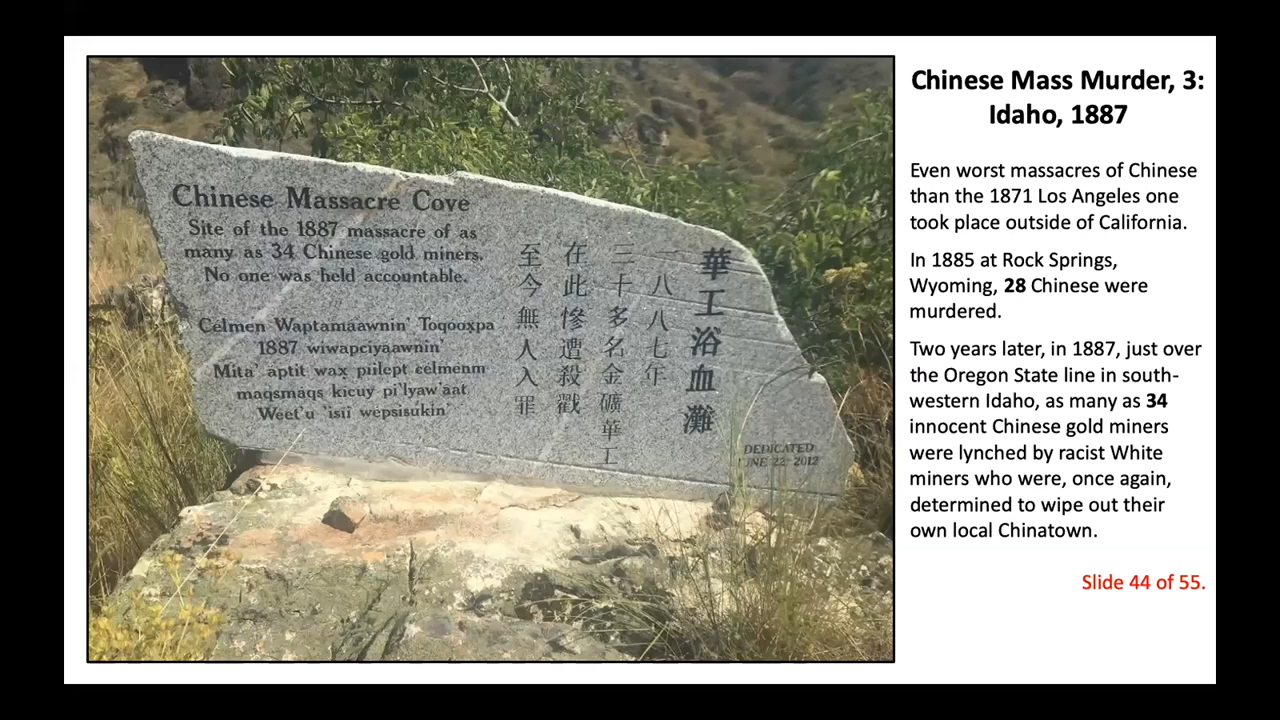 Chinese Massacre Cove
Site of the 1887 massacre of as
many as 34 Chinese gold miners.
No one was held accountable.
Célmen Waptamáawnin' Toqooxpa
1887 wiwapciyaawnin'
Mita' áptit wax piilept célmenm
maqsmáqs kicuy pi'lyaw'aat
Weet'u 'isii wepsisukin'
華工浴血灘
一八八七年
三十多名金礦華工
在此慘遭殺戳
至今無人入罪
DEDICATED
JUNE 22 2012
Chinese Mass Murder, 3:
Idaho, 1887
Even worst massacres of Chinese
than the 1871 Los Angeles one
took place outside of California.
In 1885 at Rock Springs,
Wyoming, 28 Chinese were
murdered.
Two years later, in 1887, just over
the Oregon State line in south-
western Idaho, as many as 34
innocent Chinese gold miners
were lynched by racist White
miners who were, once again,
determined to wipe out their
own local Chinatown.
Slide 44 of 55.